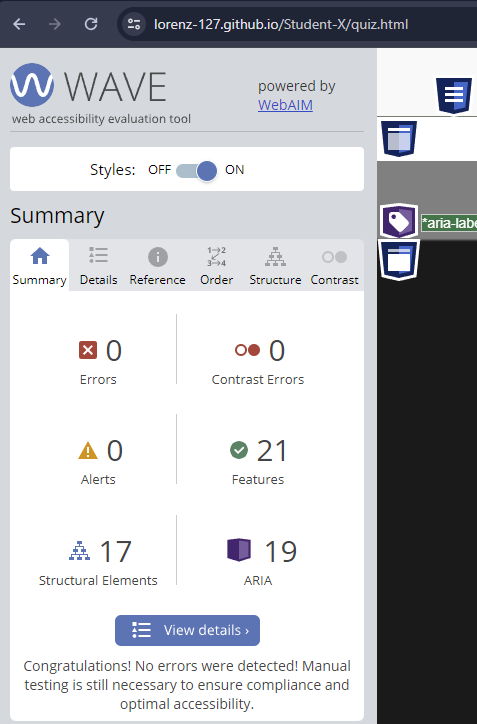 lorenz-127.github.io/Student-X/quiz.html
WAVE
web accessibility evaluation tool
powered by
WebAIM
Styles: OFF ON
Summary
Summary Details Reference Order Structure Contrast
0
Errors
0
Contrast Errors
0
Alerts
21
Features
17
Structural Elements
19
ARIA
View details ›
Congratulations! No errors were detected! Manual
testing is still necessary to ensure compliance and
optimal accessibility.
*aria-labe